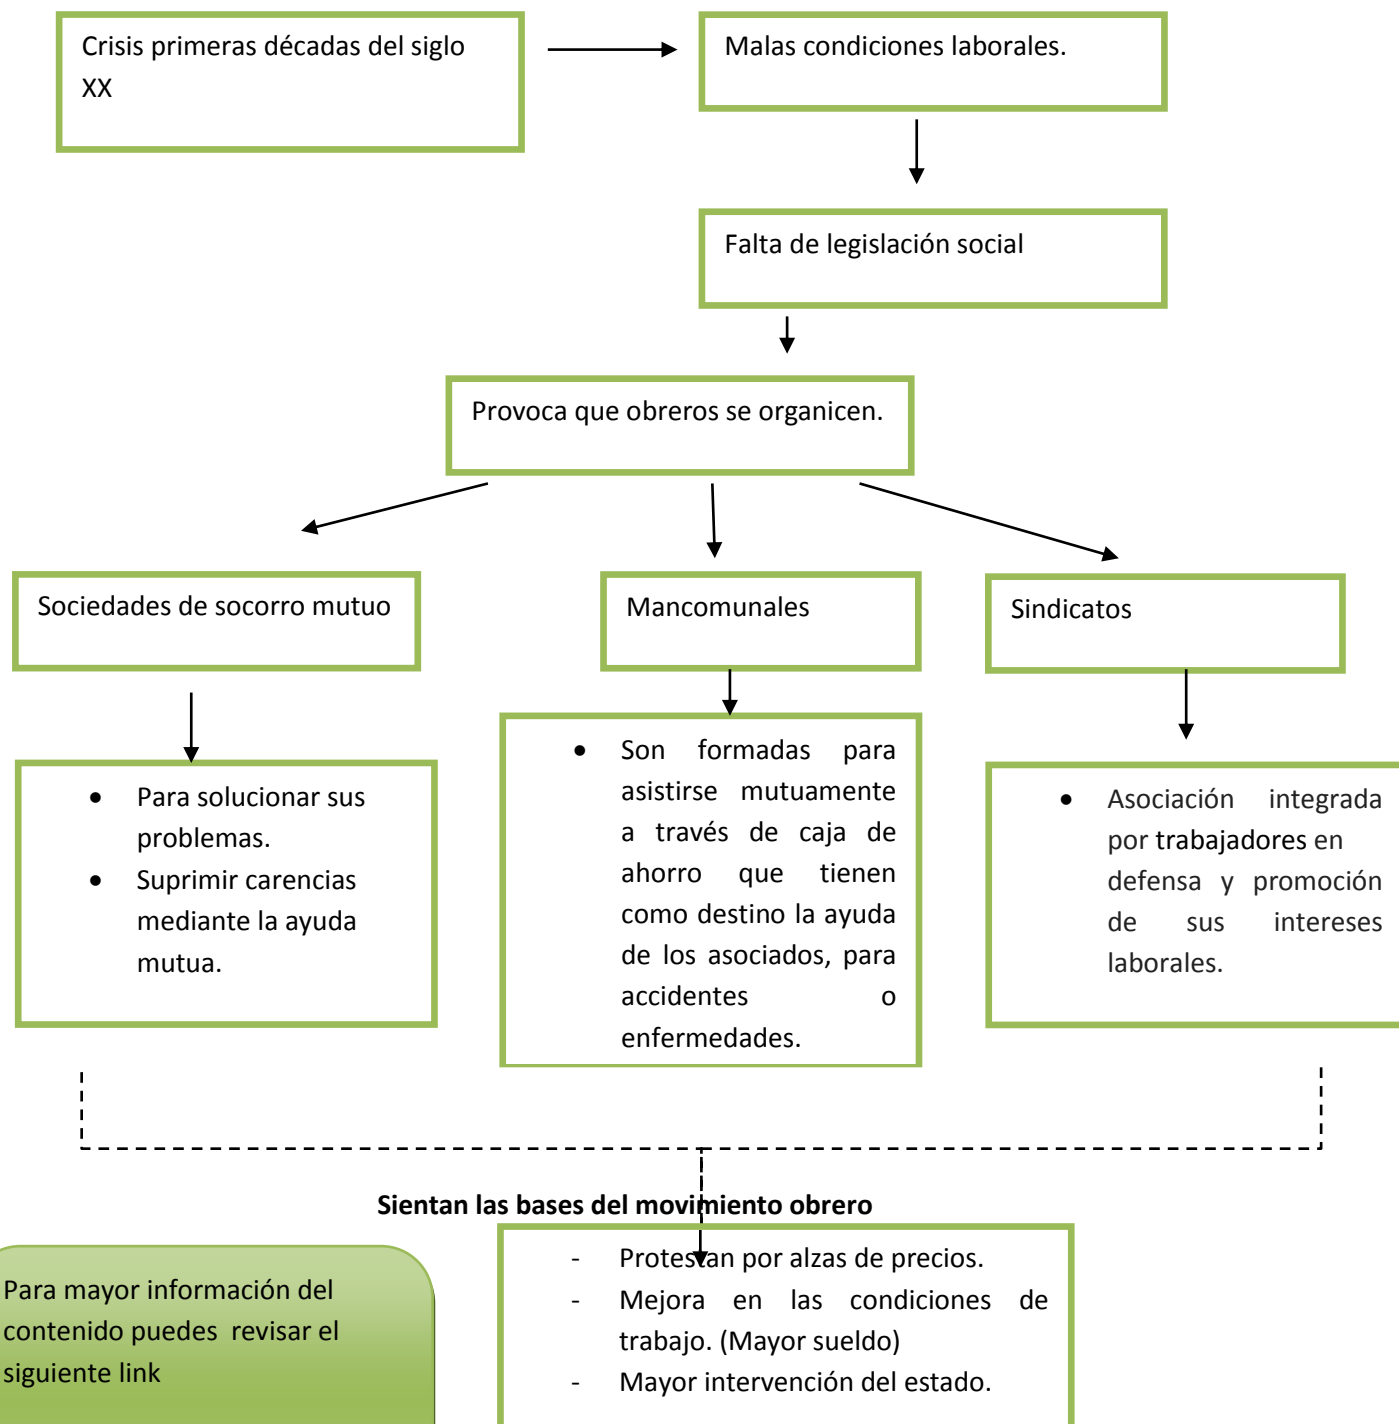 Crisis primeras décadas del siglo
XX
Malas condiciones laborales.
Falta de legislación social
Provoca que obreros se organicen.
Sociedades de socorro mutuo
Mancomunales
Sindicatos
• Para solucionar sus
problemas.
• Suprimir carencias
mediante la ayuda
mutua.
• Son formadas para
asistirse mutuamente
a través de caja de
ahorro que tienen
como destino la ayuda
de los asociados, para
accidentes o
enfermedades.
• Asociación integrada
por trabajadores en
defensa y promoción
de sus intereses
laborales.
Sientan las bases del movimiento obrero
- Protestan por alzas de precios.
- Mejora en las condiciones de
trabajo. (Mayor sueldo)
- Mayor intervención del estado.
Para mayor información del
contenido puedes revisar el
siguiente link